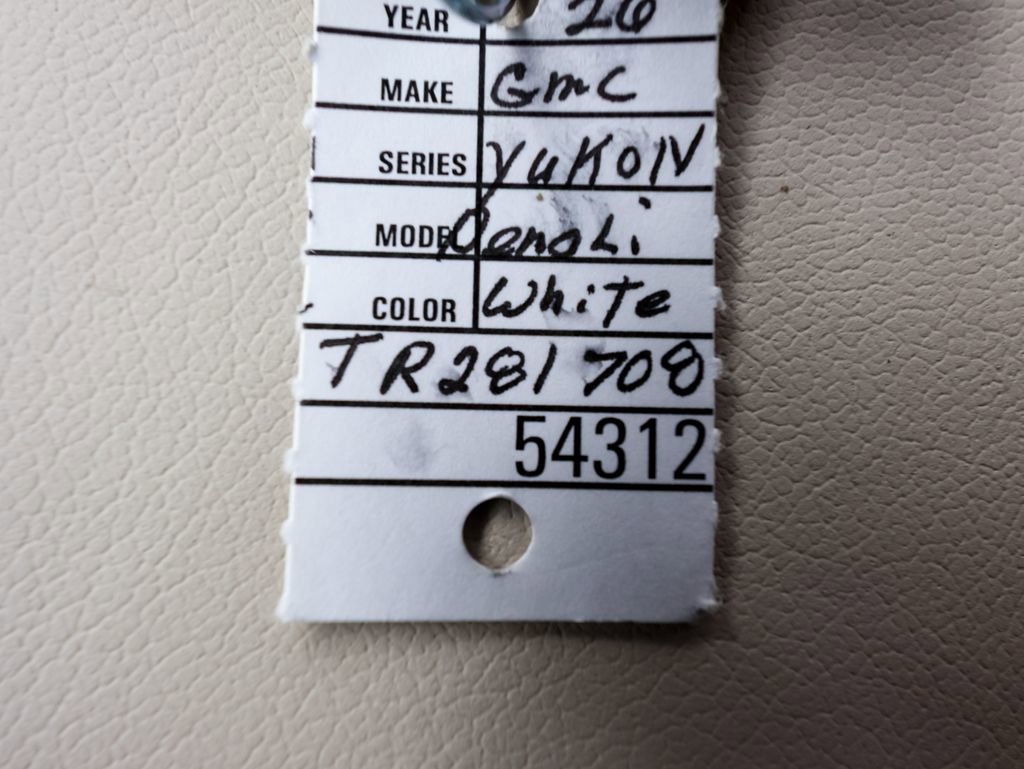 YEAR 26
MAKE GMC
SERIES YUKON
MODEL Denali
COLOR White
TR281708
54312